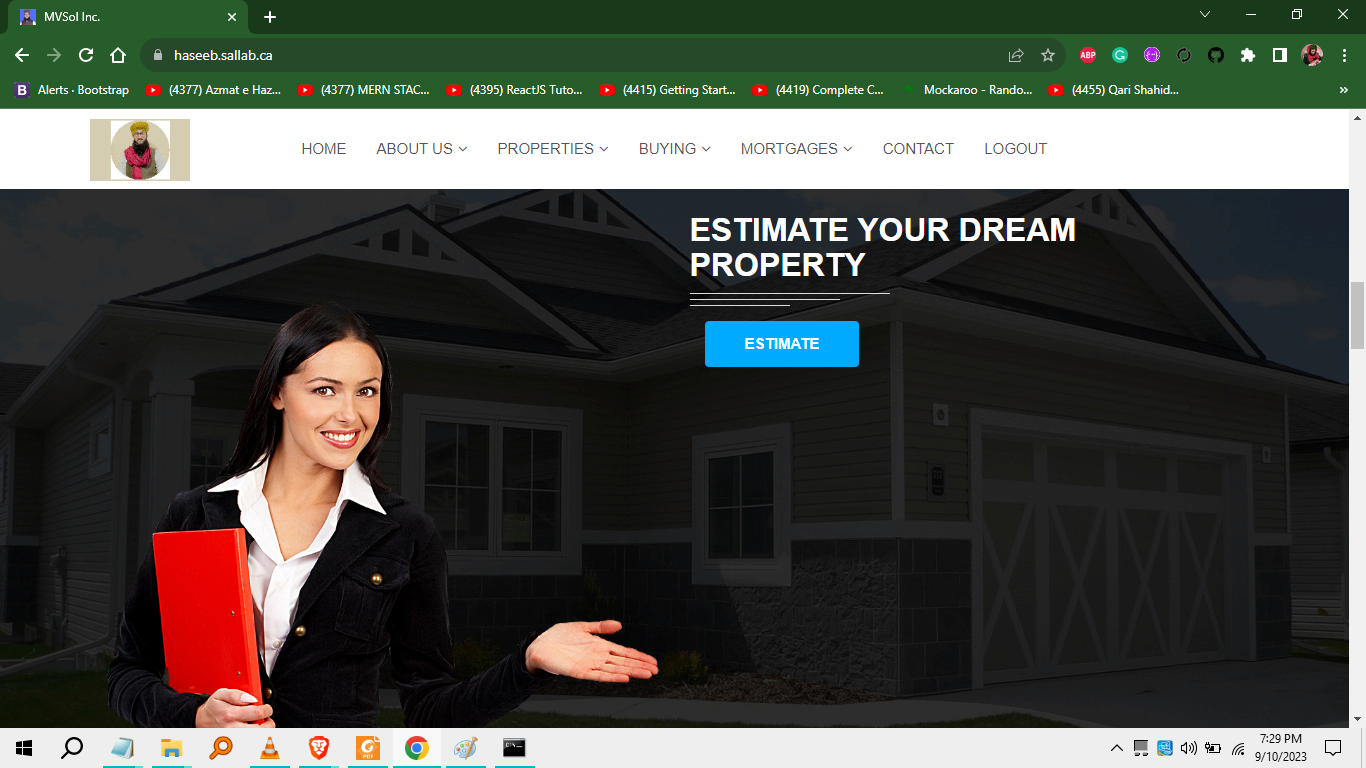 MVSol Inc.
haseeb.sallab.ca
ABP
Alerts · Bootstrap
(4377) Azmat e Haz...
(4377) MERN STAC...
(4395) ReactJS Tuto...
(4415) Getting Start...
(4419) Complete C...
Mockaroo - Rando...
(4455) Qari Shahid...
HOME
ABOUT US
PROPERTIES
BUYING
MORTGAGES
CONTACT
LOGOUT
ESTIMATE YOUR DREAM
PROPERTY
ESTIMATE
PDF
7:29 PM
9/10/2023